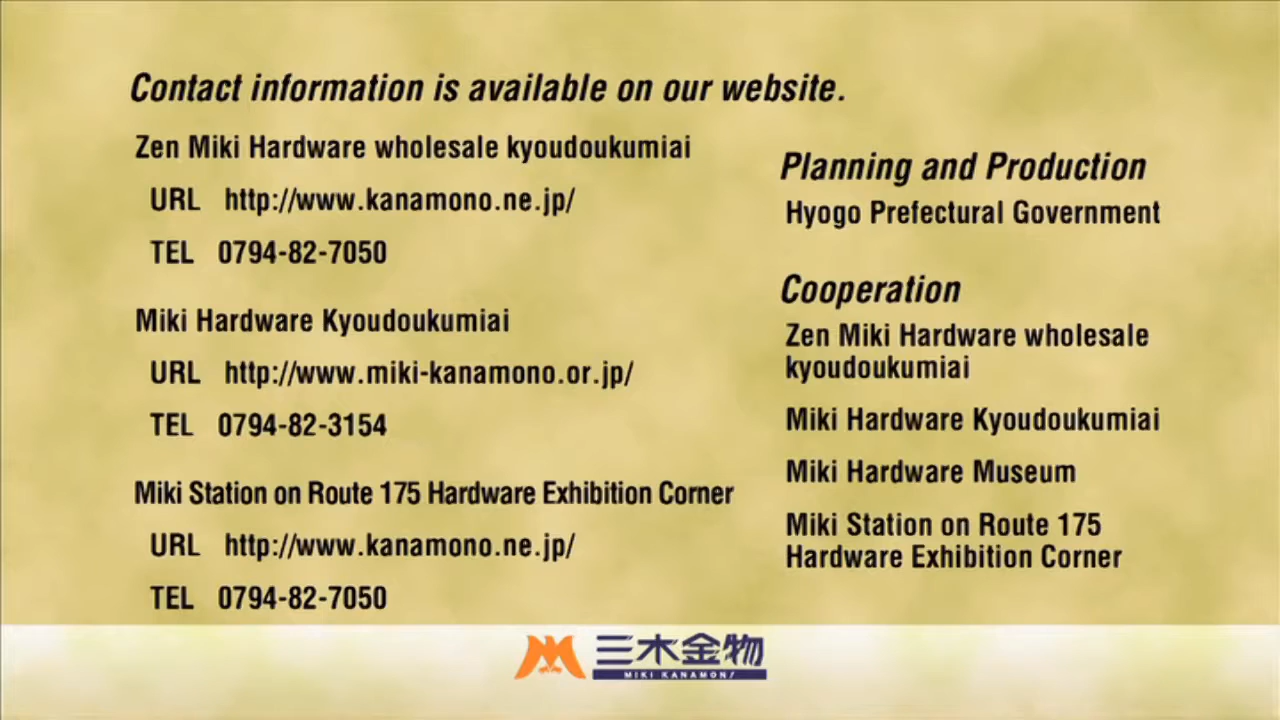 Contact information is available on our website.
Zen Miki Hardware wholesale kyoudoukumiai
URL http://www.kanamono.ne.jp/
TEL 0794-82-7050
Miki Hardware Kyoudoukumiai
URL http://www.miki-kanamono.or.jp/
TEL 0794-82-3154
Miki Station on Route 175 Hardware Exhibition Corner
URL http://www.kanamono.ne.jp/
TEL 0794-82-7050
Planning and Production
Hyogo Prefectural Government
Cooperation
Zen Miki Hardware wholesale
kyoudoukumiai
Miki Hardware Kyoudoukumiai
Miki Hardware Museum
Miki Station on Route 175
Hardware Exhibition Corner
三木金物
MIKI KANAMONO